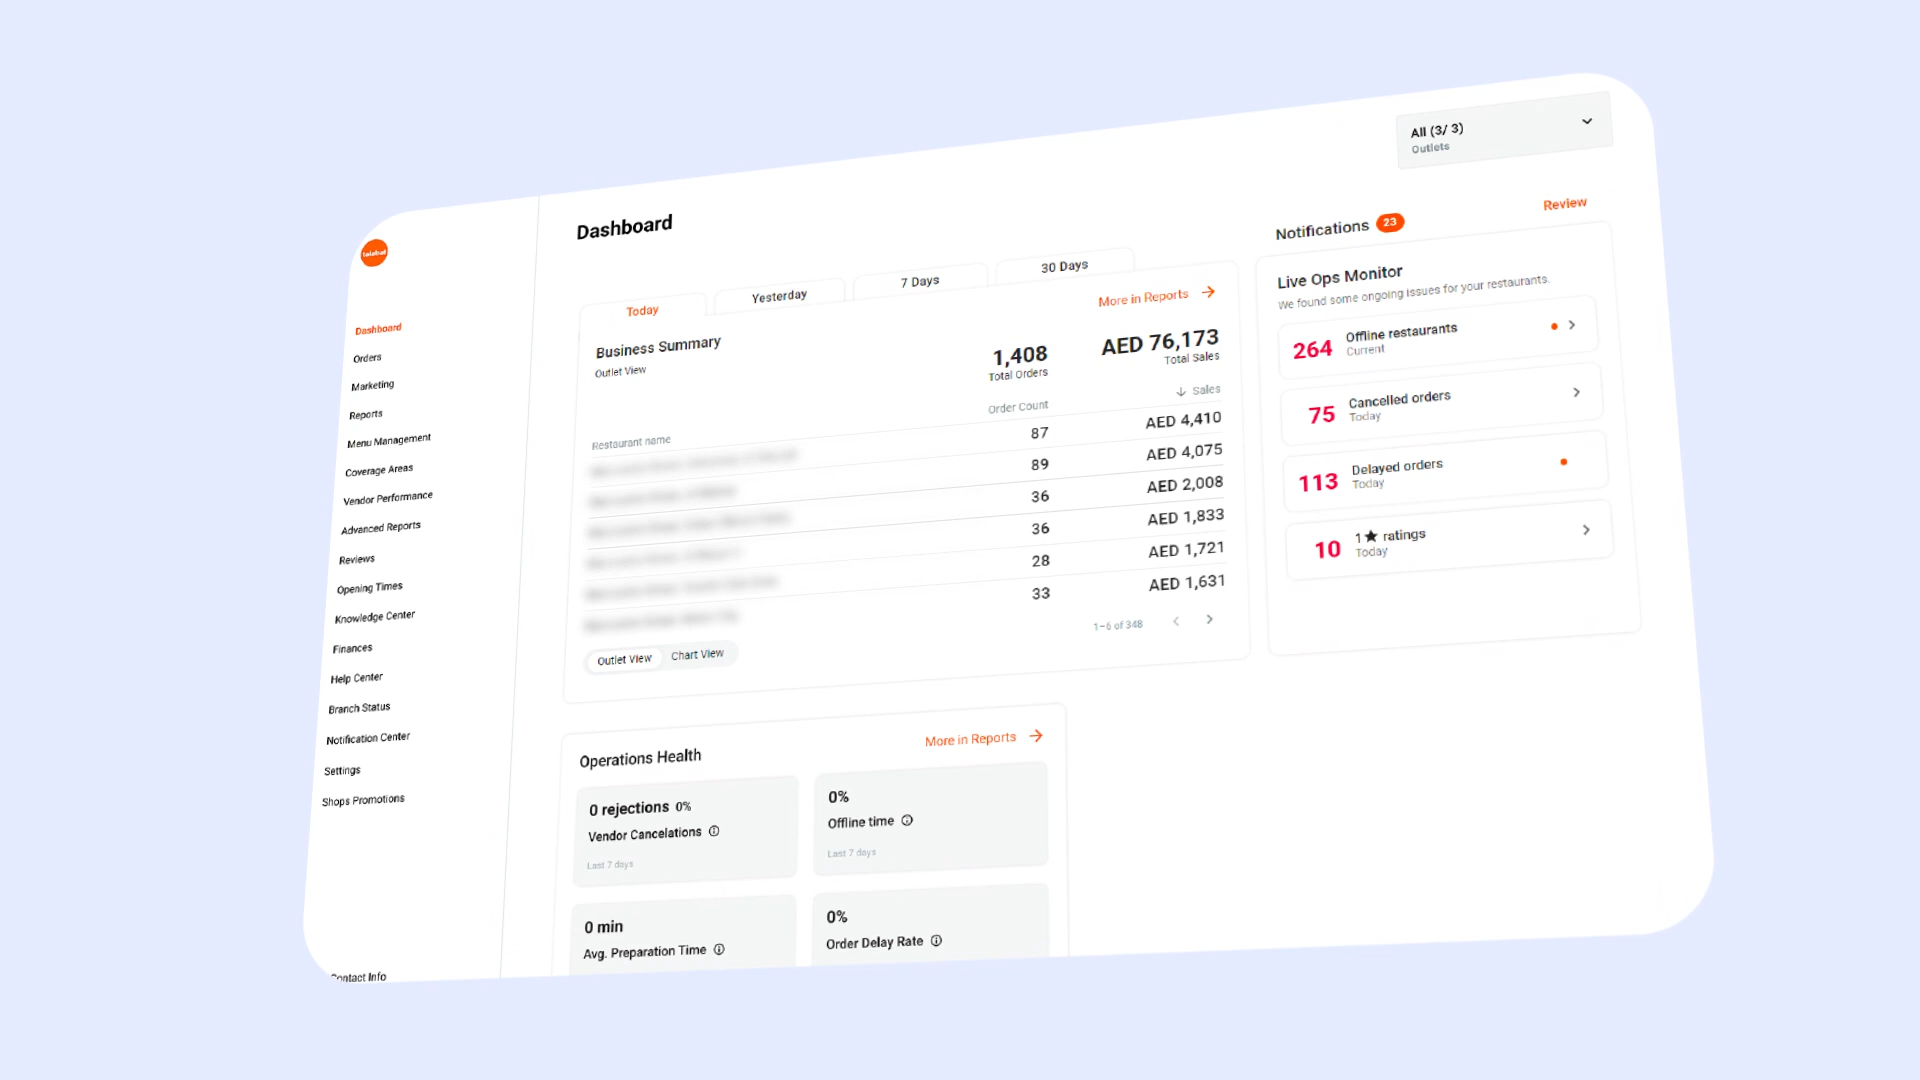 talabat
Dashboard
Orders
Marketing
Reports
Menu Management
Coverage Areas
Vendor Performance
Advanced Reports
Reviews
Opening Times
Knowledge Center
Finances
Help Center
Branch Status
Notification Center
Settings
Shops Promotions
Contact Info
Dashboard
All (3/ 3)
Outlets
Today
Yesterday
7 Days
30 Days
Business Summary
Outlet View
More in Reports
1,408
Total Orders
AED 76,173
Total Sales
Restaurant name
Order Count
Sales
87 AED 4,410
89 AED 4,075
36 AED 2,008
36 AED 1,833
28 AED 1,721
33 AED 1,631
Outlet View
Chart View
1–6 of 348
Notifications 23
Review
Live Ops Monitor
We found some ongoing issues for your restaurants.
264 Offline restaurants
Current
75 Cancelled orders
Today
113 Delayed orders
Today
10 1★ ratings
Today
Operations Health
More in Reports
0 rejections 0%
Vendor Cancelations
Last 7 days
0%
Offline time
Last 7 days
0 min
Avg. Preparation Time
0%
Order Delay Rate